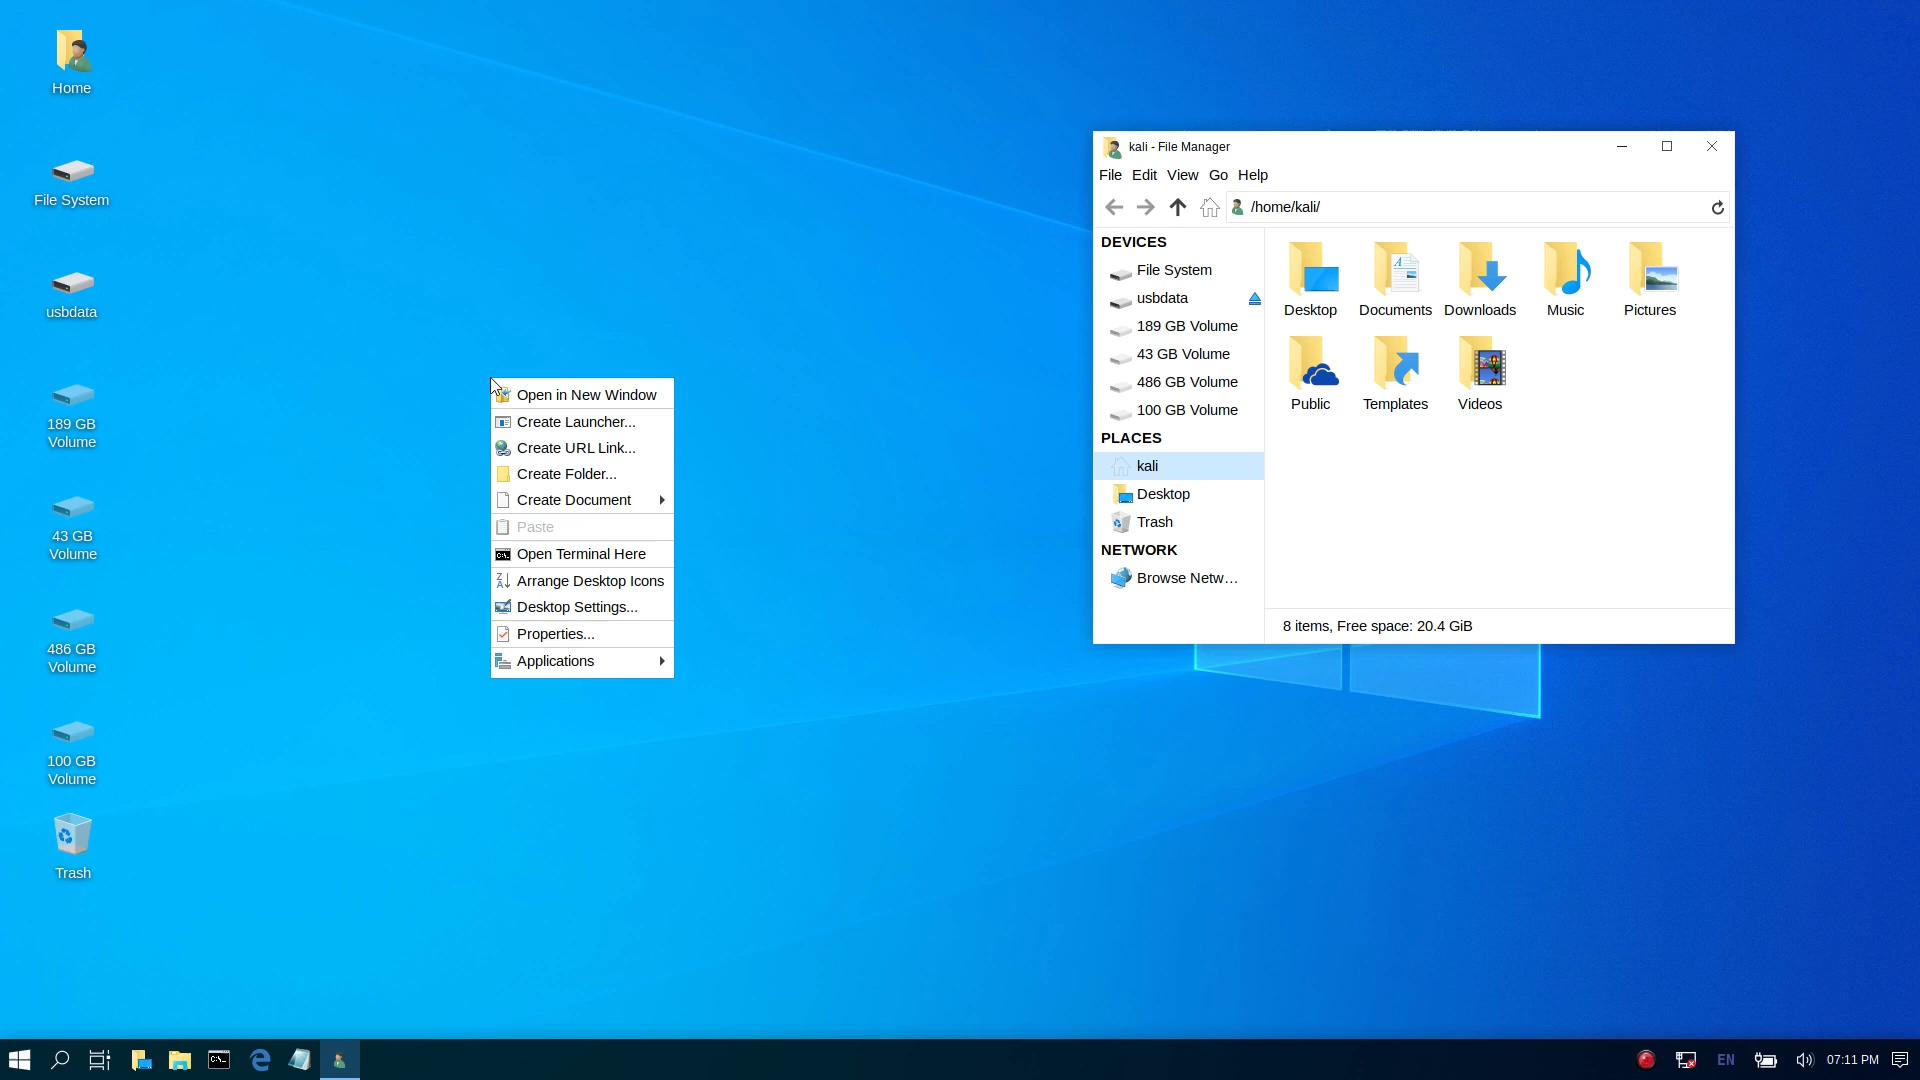 Home
File System
usbdata
189 GB
Volume
43 GB
Volume
486 GB
Volume
100 GB
Volume
Trash
Open in New Window
Create Launcher...
Create URL Link...
Create Folder...
Create Document
Paste
Open Terminal Here
Arrange Desktop Icons
Desktop Settings...
Properties...
Applications
kali - File Manager
File Edit View Go Help
/home/kali/
DEVICES
File System
usbdata
189 GB Volume
43 GB Volume
486 GB Volume
100 GB Volume
PLACES
kali
Desktop
Trash
NETWORK
Browse Netw…
Desktop Documents Downloads Music Pictures
Public Templates Videos
8 items, Free space: 20.4 GiB
EN 07:11 PM